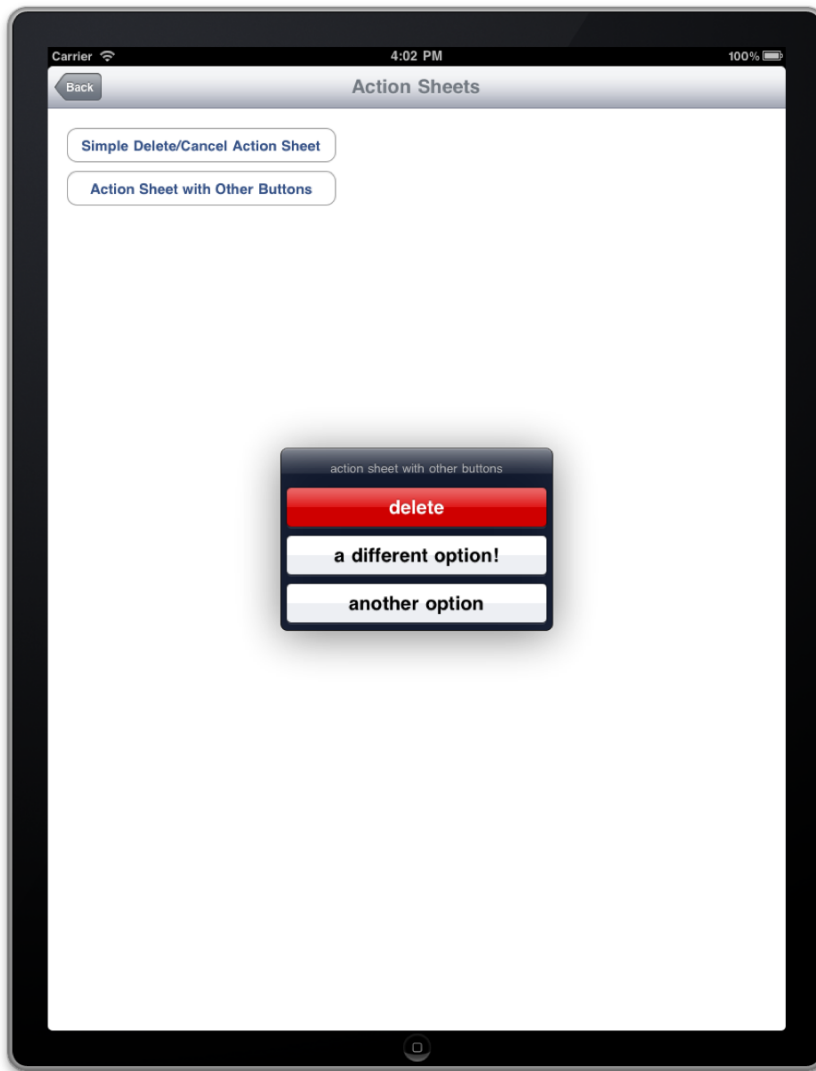 Carrier 4:02 PM 100%
Back Action Sheets
Simple Delete/Cancel Action Sheet
Action Sheet with Other Buttons
action sheet with other buttons
delete
a different option!
another option